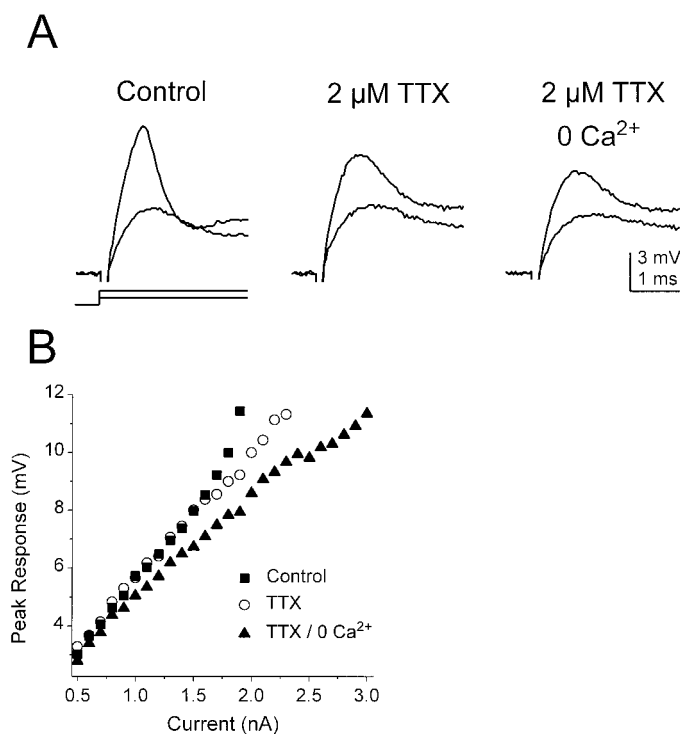 A
Control
2 µM TTX
2 µM TTX
0 Ca²⁺
3 mV
1 ms
B
12
10
8
6
4
Peak Response (mV)
Control
TTX
TTX / 0 Ca²⁺
0.5 1.0 1.5 2.0 2.5 3.0
Current (nA)